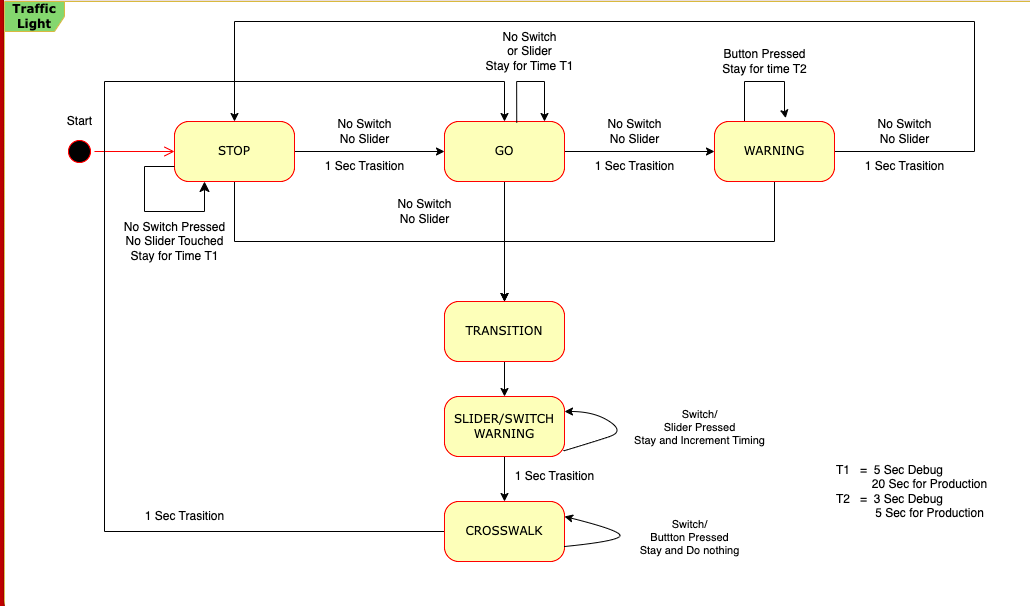 Traffic
Light
No Switch
or Slider
Stay for Time T1
Button Pressed
Stay for time T2
Start
STOP
No Switch
No Slider
1 Sec Trasition
GO
No Switch
No Slider
1 Sec Trasition
WARNING
No Switch
No Slider
1 Sec Trasition
No Switch Pressed
No Slider Touched
Stay for Time T1
No Switch
No Slider
TRANSITION
SLIDER/SWITCH
WARNING
Switch/
Slider Pressed
Stay and Increment Timing
1 Sec Trasition
T1 = 5 Sec Debug
20 Sec for Production
T2 = 3 Sec Debug
5 Sec for Production
1 Sec Trasition
CROSSWALK
Switch/
Buttton Pressed
Stay and Do nothing